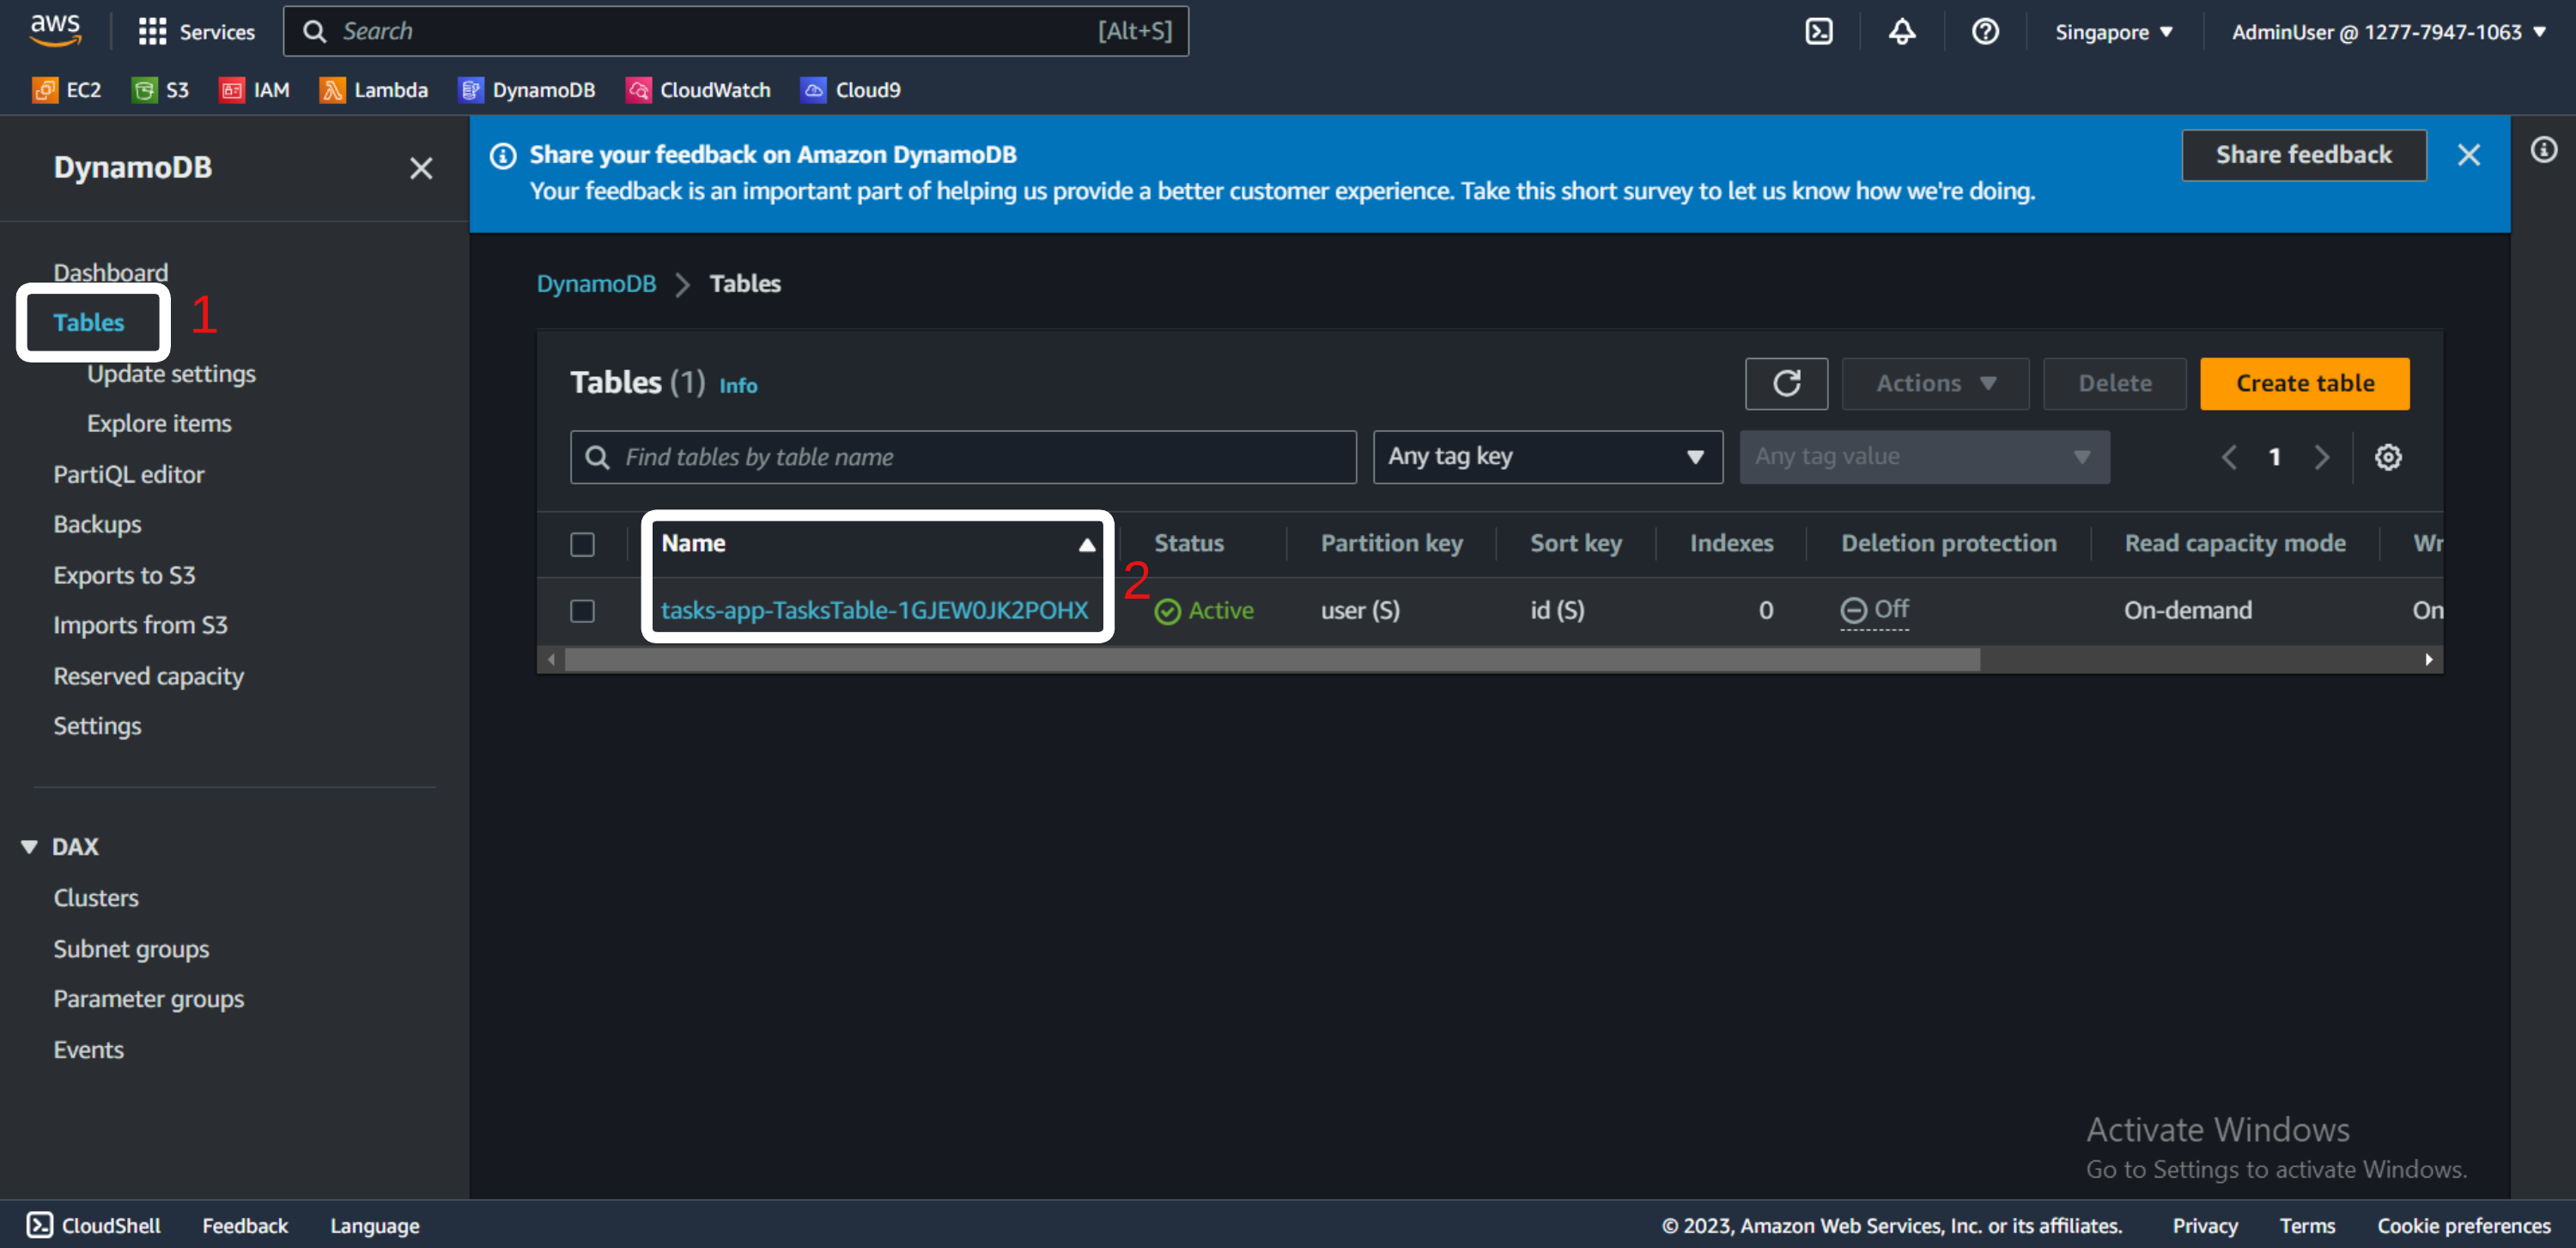 aws
Services
Search
[Alt+S]
Singapore
AdminUser @ 1277-7947-1063
EC2
S3
IAM
Lambda
DynamoDB
CloudWatch
Cloud9
DynamoDB
Dashboard
Tables
1
Update settings
Explore items
PartiQL editor
Backups
Exports to S3
Imports from S3
Reserved capacity
Settings
DAX
Clusters
Subnet groups
Parameter groups
Events
Share your feedback on Amazon DynamoDB
Your feedback is an important part of helping us provide a better customer experience. Take this short survey to let us know how we're doing.
Share feedback
DynamoDB
Tables
Tables (1)
Info
Actions
Delete
Create table
Find tables by table name
Any tag key
Any tag value
1
Name
Status
Partition key
Sort key
Indexes
Deletion protection
Read capacity mode
Wr
tasks-app-TasksTable-1GJEW0JK2POHX
2
Active
user (S)
id (S)
0
Off
On-demand
On
Activate Windows
Go to Settings to activate Windows.
CloudShell
Feedback
Language
© 2023, Amazon Web Services, Inc. or its affiliates.
Privacy
Terms
Cookie preferences